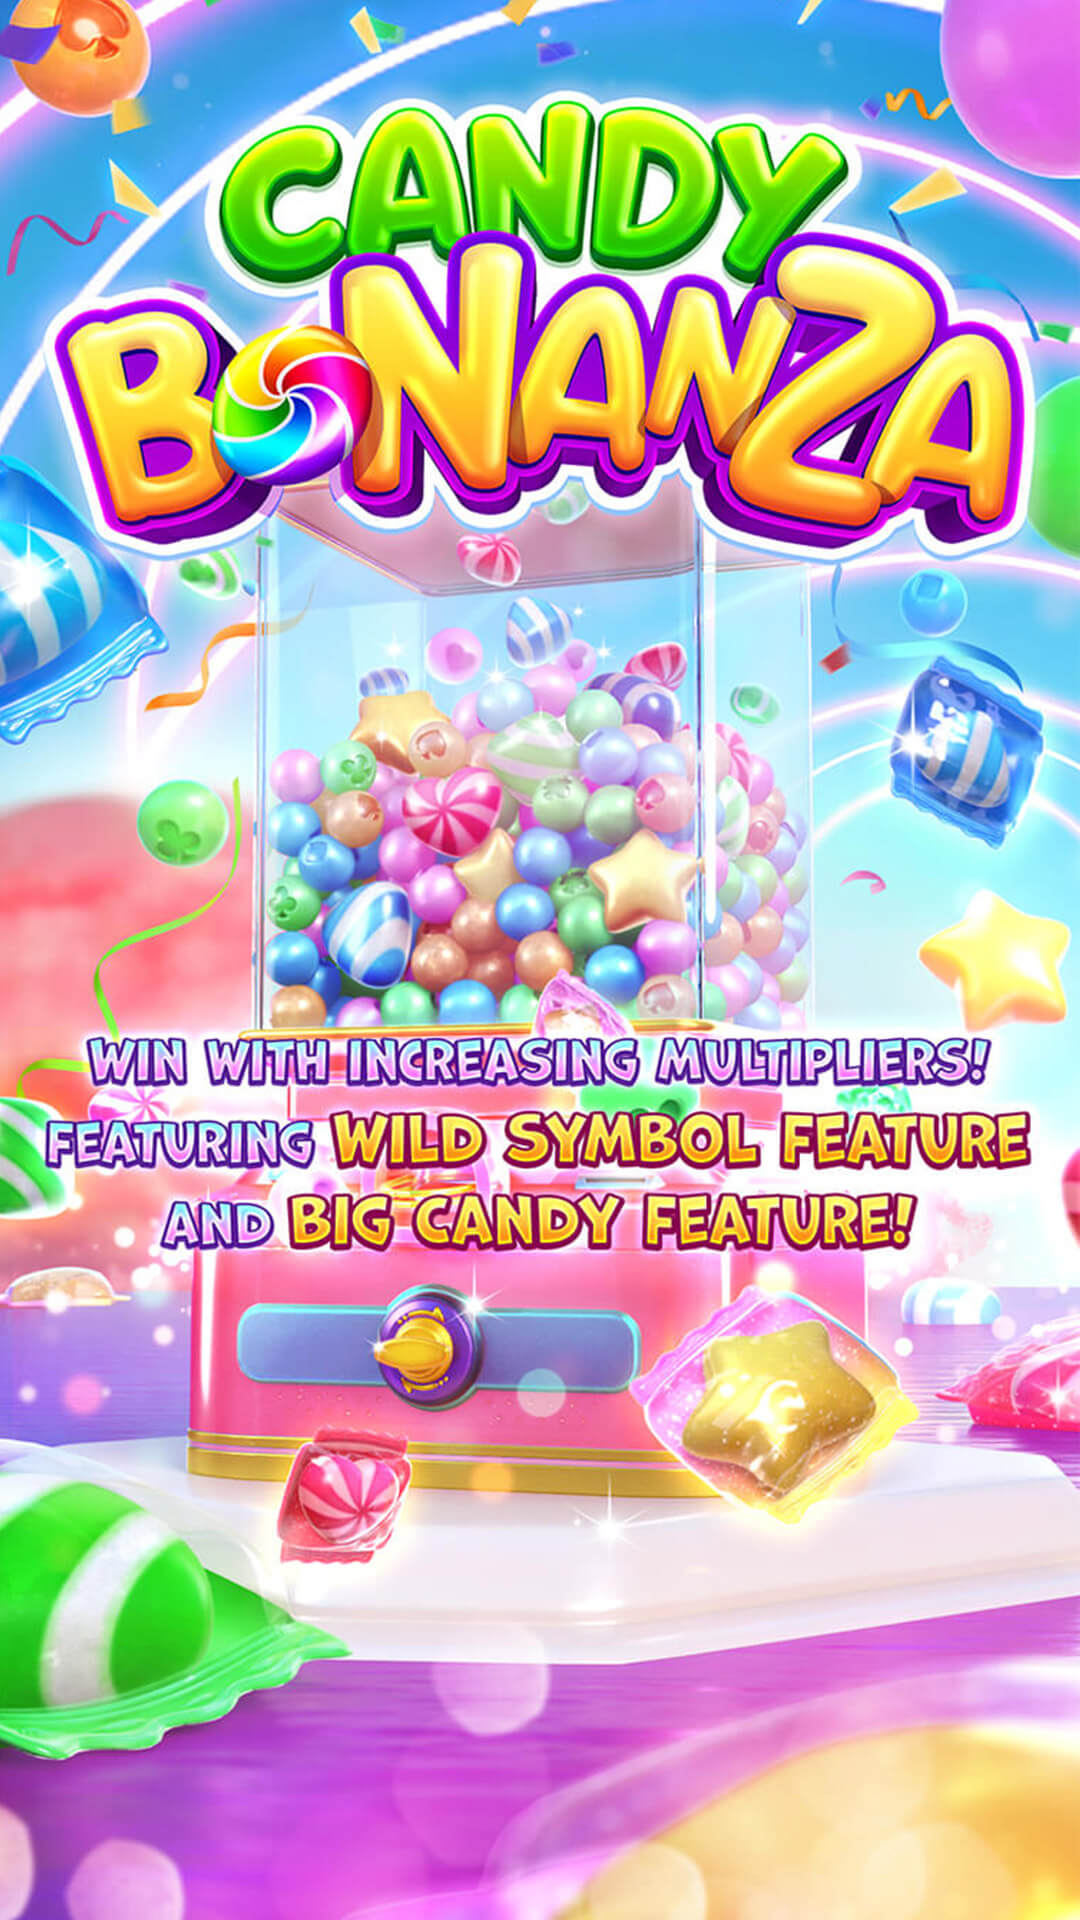 CANDY
BONANZA
WIN WITH INCREASING MULTIPLIERS!
FEATURING WILD SYMBOL FEATURE
AND BIG CANDY FEATURE!